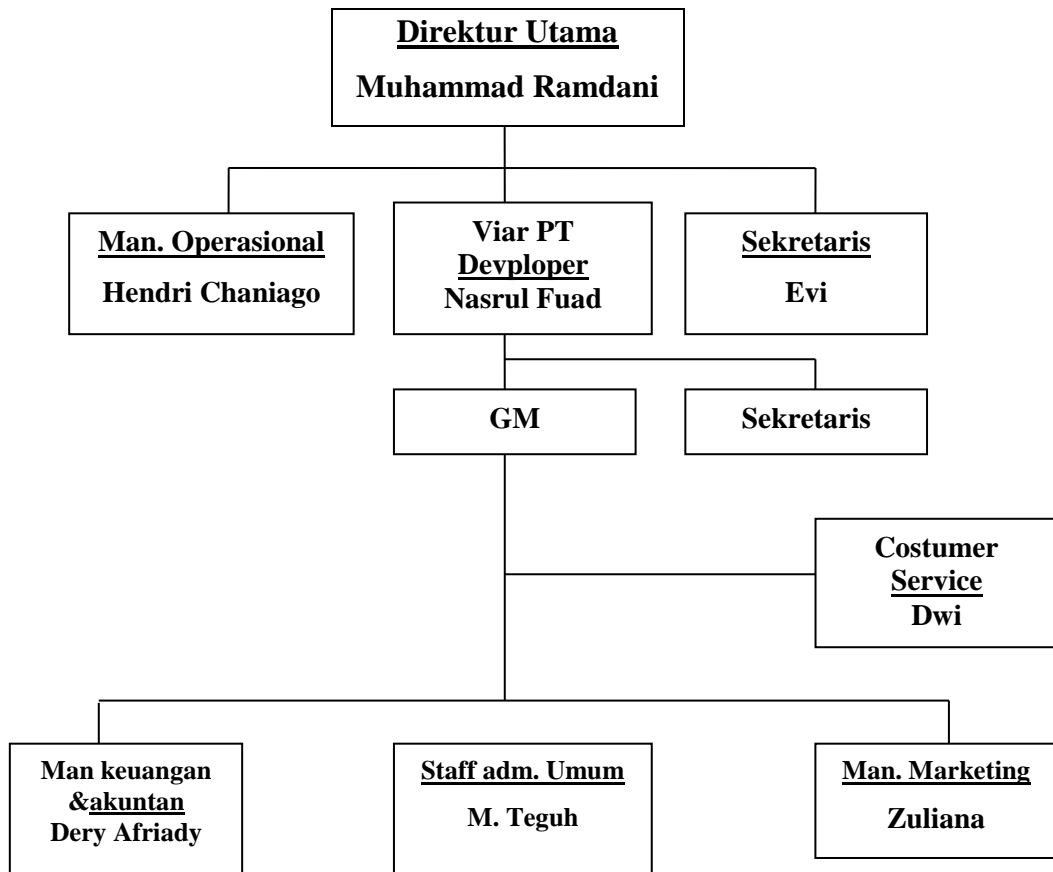 Direktur Utama
Muhammad Ramdani
Man. Operasional
Hendri Chaniago
Viar PT
Devploper
Nasrul Fuad
Sekretaris
Evi
GM
Sekretaris
Costumer
Service
Dwi
Man keuangan
&akuntan
Dery Afriady
Staff adm. Umum
M. Teguh
Man. Marketing
Zuliana